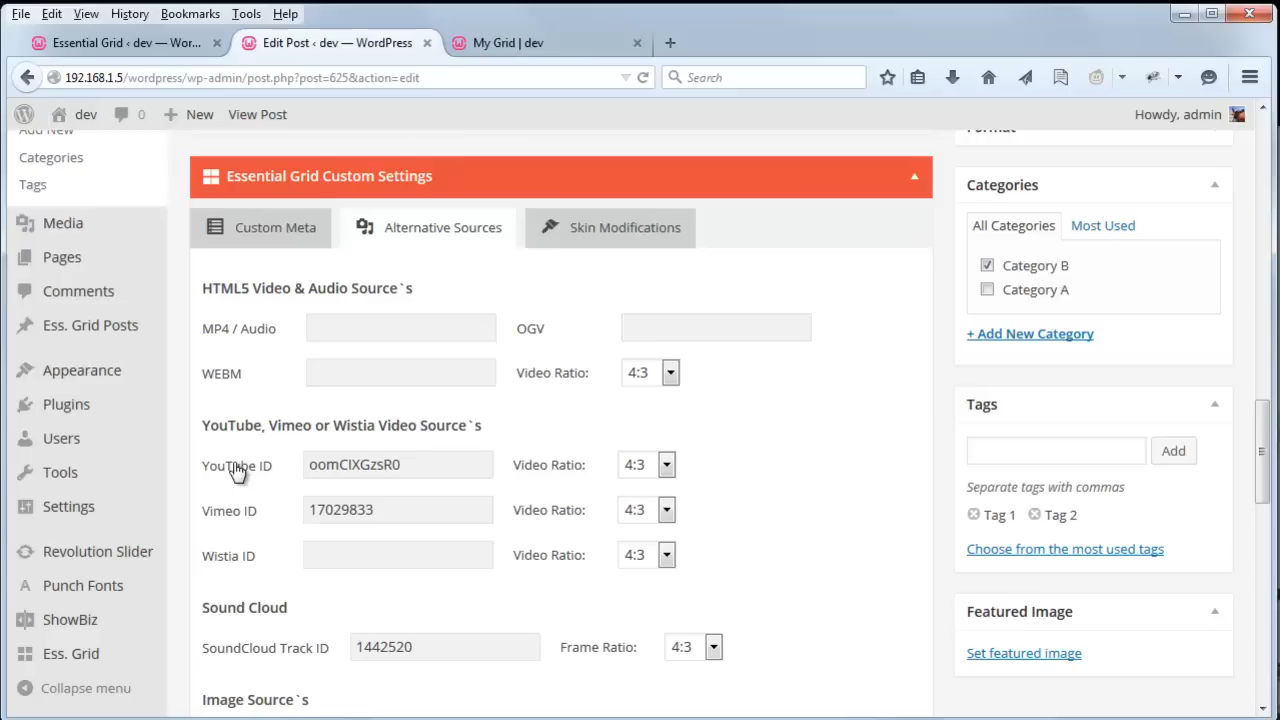 File Edit View History Bookmarks Tools Help
Essential Grid ‹ dev — Wor... Edit Post ‹ dev — WordPress My Grid | dev
192.168.1.5/wordpress/wp-admin/post.php?post=625&action=edit Search
dev 0 New View Post Howdy, admin
Add New
Categories
Tags
Media
Pages
Comments
Ess. Grid Posts
Appearance
Plugins
Users
Tools
Settings
Revolution Slider
Punch Fonts
ShowBiz
Ess. Grid
Collapse menu
Essential Grid Custom Settings
Custom Meta Alternative Sources Skin Modifications
HTML5 Video & Audio Source`s
MP4 / Audio OGV
WEBM Video Ratio: 4:3
YouTube, Vimeo or Wistia Video Source`s
YouTube ID oomCIXGzsR0 Video Ratio: 4:3
Vimeo ID 17029833 Video Ratio: 4:3
Wistia ID Video Ratio: 4:3
Sound Cloud
SoundCloud Track ID 1442520 Frame Ratio: 4:3
Image Source`s
Format
Categories
All Categories Most Used
Category B
Category A
+ Add New Category
Tags
Add
Separate tags with commas
Tag 1 Tag 2
Choose from the most used tags
Featured Image
Set featured image